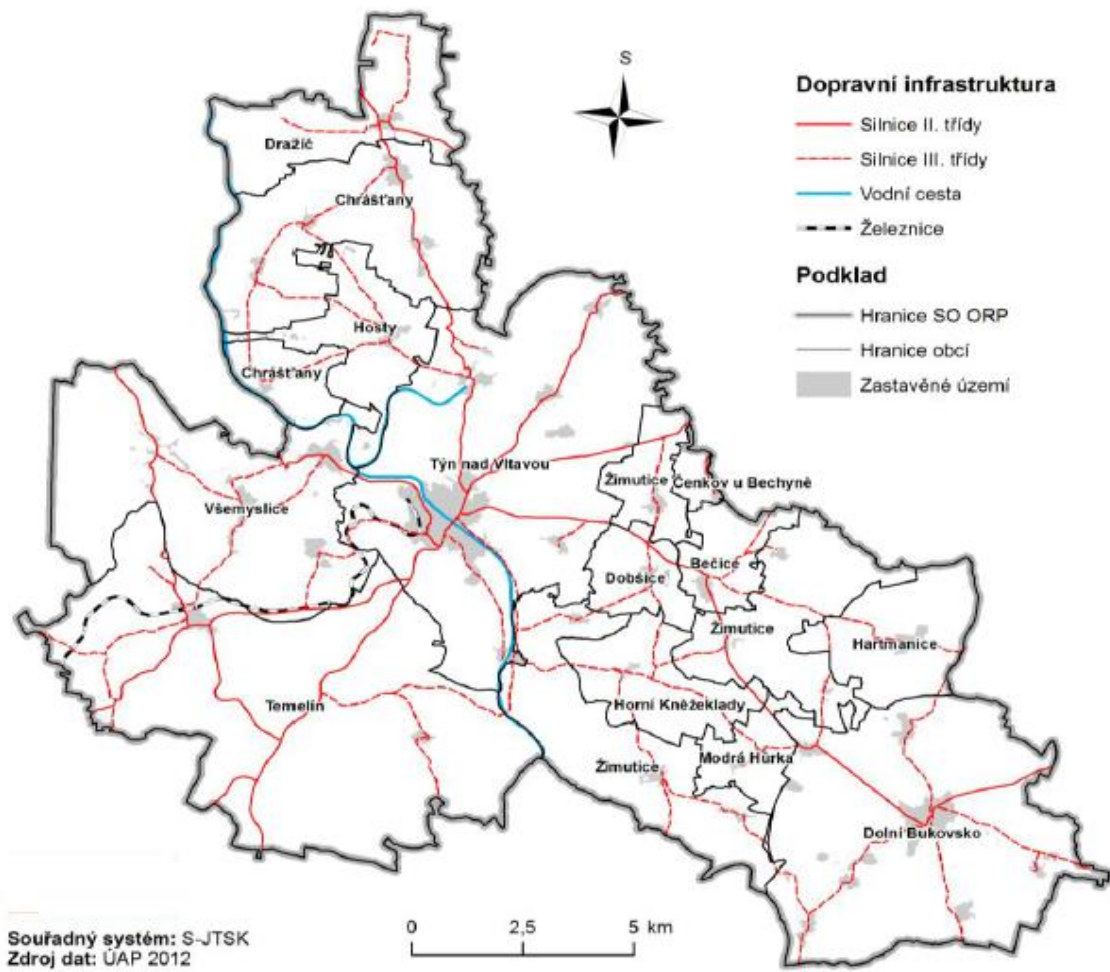 S
Dopravní infrastruktura
Silnice II. třídy
Silnice III. třídy
Vodní cesta
Železnice
Podklad
Hranice SO ORP
Hranice obcí
Zastavěné území
Dražíč
Chrášťany
Hosty
Chrášťany
Týn nad Vltavou
Všemyslice
Žimutice
Čenkov u Bechyně
Dobšice
Bečice
Žimutice
Hartmanice
Temelín
Horní Kněžeklady
Žimutice
Modrá Hůrka
Dolní Bukovsko
0 2,5 5 km
Souřadný systém: S-JTSK
Zdroj dat: ÚAP 2012